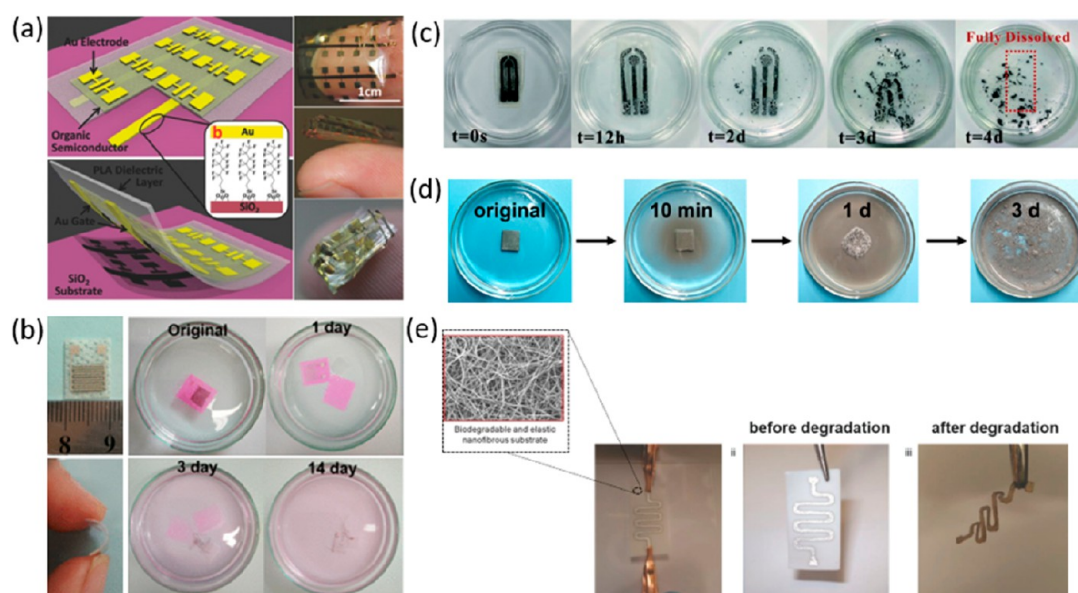 (a)
Au Electrode
Organic
Semiconductor
b
Au
SiO₂
1cm
PLA Dielectric
Layer
Au Gate
SiO₂
Substrate
(b)
8 9
Original
1 day
3 day
14 day
(c)
t=0s
t=12h
t=2d
t=3d
Fully Dissolved
t=4d
(d)
original
10 min
1 d
3 d
(e)
Biodegradable and elastic
nanofibrous substrate
ii
before degradation
iii
after degradation